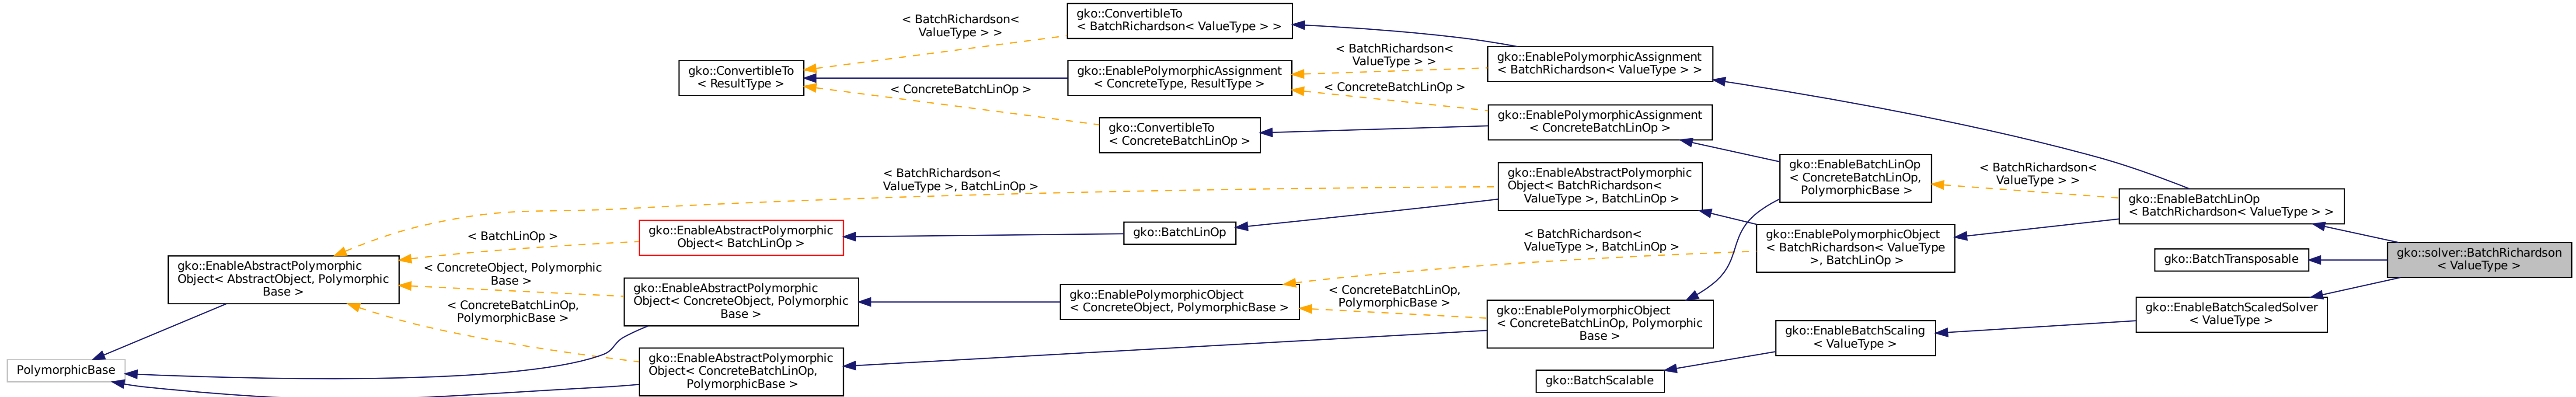 PolymorphicBase
gko::EnableAbstractPolymorphic
Object< AbstractObject, Polymorphic
Base >
gko::ConvertibleTo
< ResultType >
gko::EnableAbstractPolymorphic
Object< BatchLinOp >
gko::EnableAbstractPolymorphic
Object< ConcreteObject, Polymorphic
Base >
gko::EnableAbstractPolymorphic
Object< ConcreteBatchLinOp,
PolymorphicBase >
< BatchRichardson<
ValueType > >
< ConcreteBatchLinOp >
< BatchRichardson<
ValueType >, BatchLinOp >
< BatchLinOp >
< ConcreteObject, Polymorphic
Base >
< ConcreteBatchLinOp,
PolymorphicBase >
gko::ConvertibleTo
< BatchRichardson< ValueType > >
gko::EnablePolymorphicAssignment
< ConcreteType, ResultType >
gko::ConvertibleTo
< ConcreteBatchLinOp >
gko::BatchLinOp
gko::EnablePolymorphicObject
< ConcreteObject, PolymorphicBase >
< BatchRichardson<
ValueType > >
< ConcreteBatchLinOp >
< ConcreteBatchLinOp,
PolymorphicBase >
gko::EnablePolymorphicAssignment
< BatchRichardson< ValueType > >
gko::EnablePolymorphicAssignment
< ConcreteBatchLinOp >
gko::EnableAbstractPolymorphic
Object< BatchRichardson<
ValueType >, BatchLinOp >
< BatchRichardson<
ValueType >, BatchLinOp >
gko::EnablePolymorphicObject
< ConcreteBatchLinOp, Polymorphic
Base >
gko::BatchScalable
gko::EnableBatchLinOp
< ConcreteBatchLinOp,
PolymorphicBase >
gko::EnablePolymorphicObject
< BatchRichardson< ValueType
>, BatchLinOp >
gko::EnableBatchScaling
< ValueType >
< BatchRichardson<
ValueType > >
gko::EnableBatchLinOp
< BatchRichardson< ValueType > >
gko::BatchTransposable
gko::EnableBatchScaledSolver
< ValueType >
gko::solver::BatchRichardson
< ValueType >